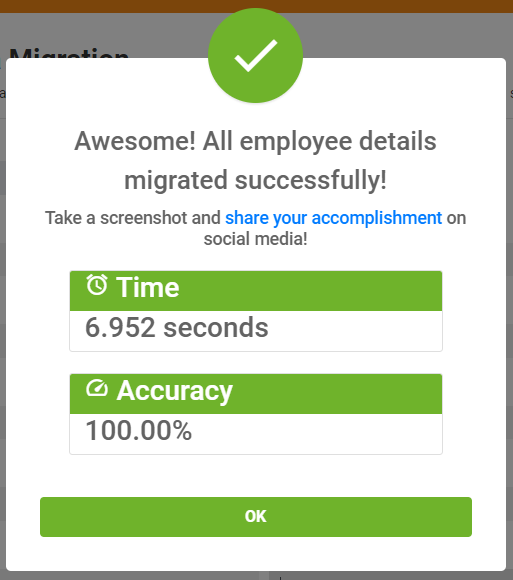 Migration
Awesome! All employee details
migrated successfully!
Take a screenshot and share your accomplishment on
social media!
Time
6.952 seconds
Accuracy
100.00%
OK